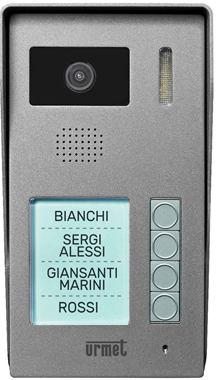 BIANCHI
SERGI
ALESSI
GIANSANTI
MARINI
ROSSI
urmet